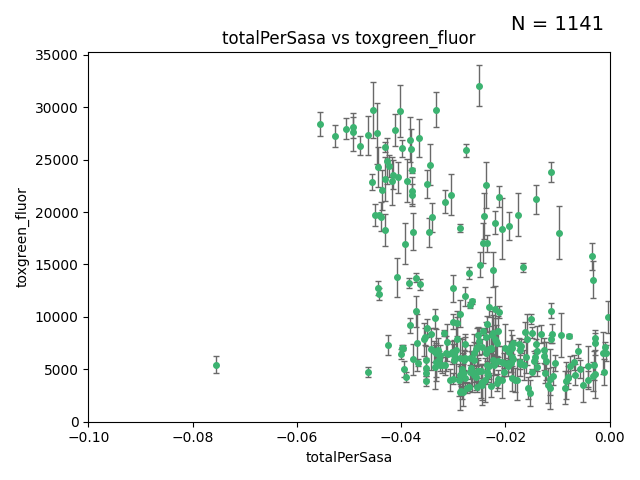 N = 1141
totalPerSasa vs toxgreen_fluor
toxgreen_fluor
35000
30000
25000
20000
15000
10000
5000
0
−0.10 −0.08 −0.06 −0.04 −0.02 0.00
totalPerSasa